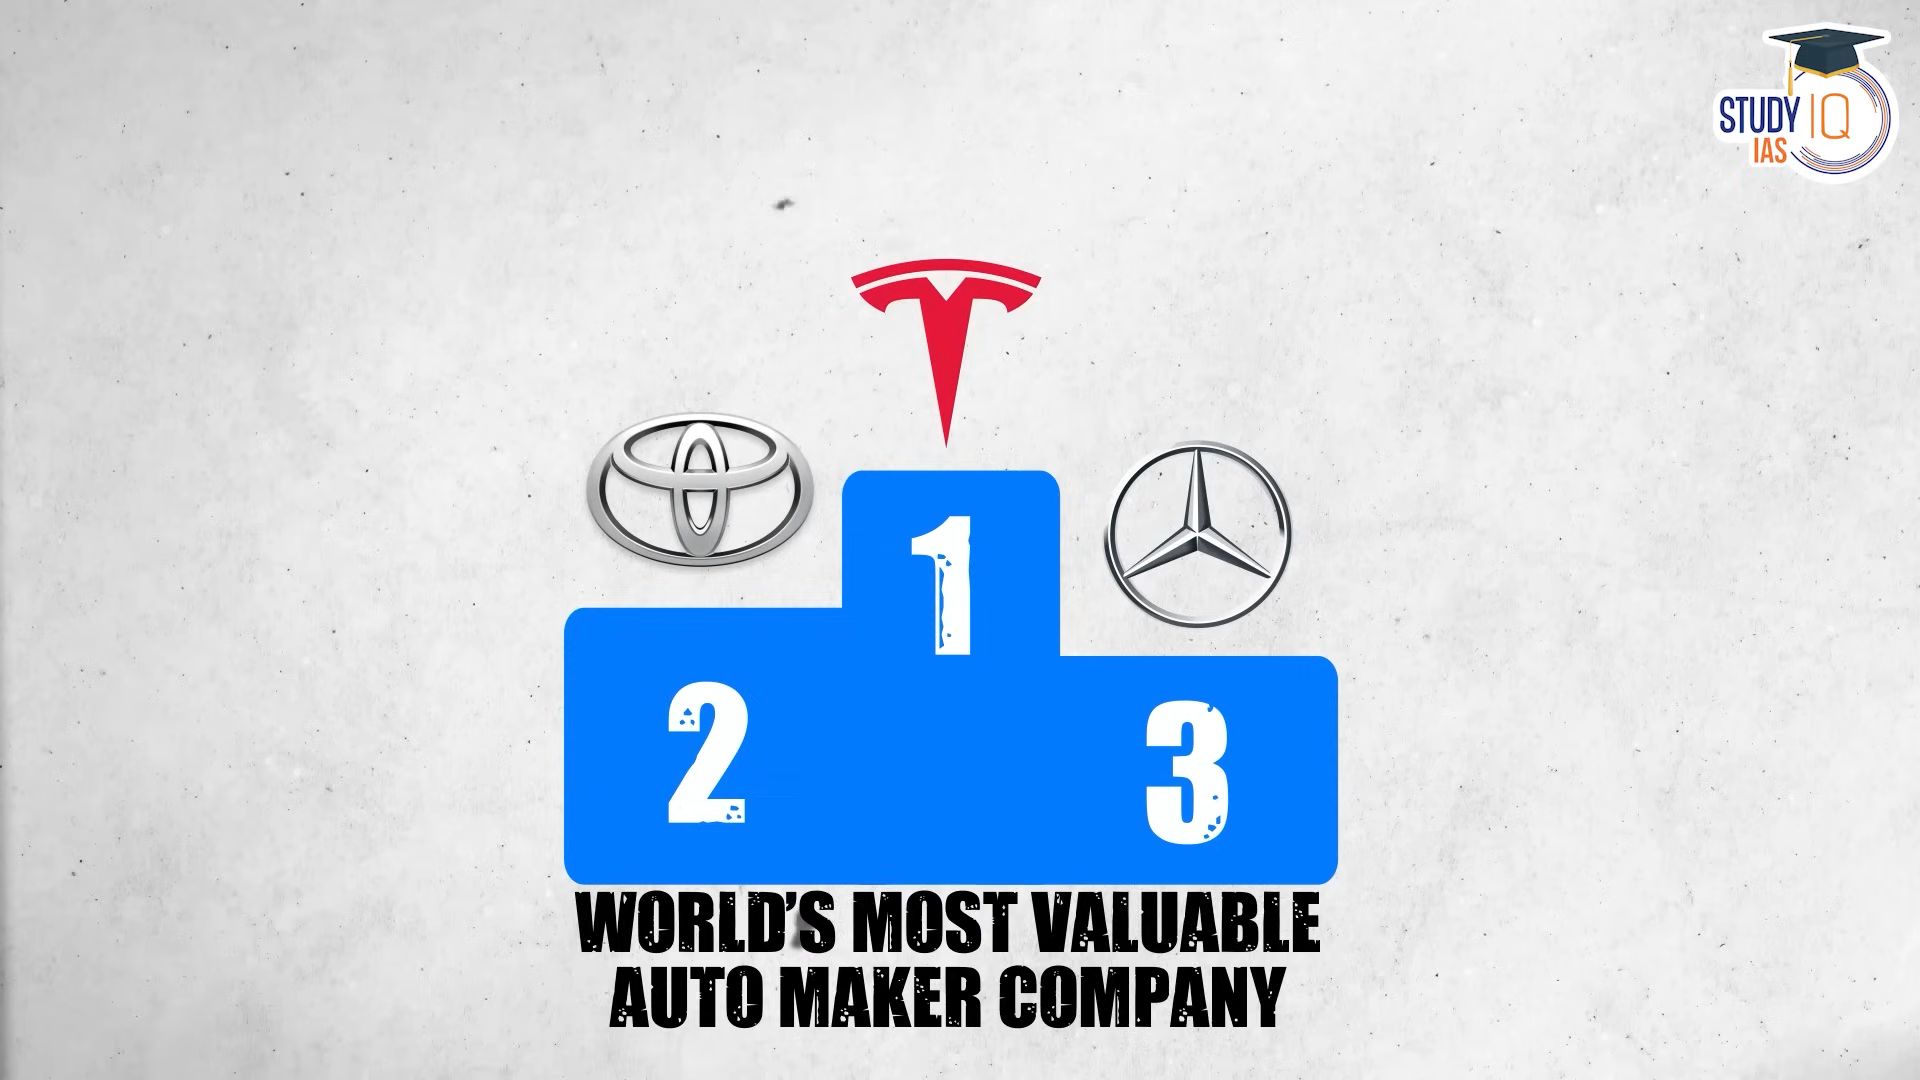 STUDY IQ
IAS
1
2
3
WORLD'S MOST VALUABLE
AUTO MAKER COMPANY